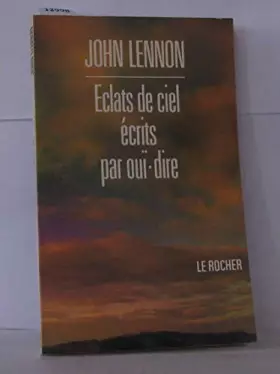 JOHN LENNON
Eclats de ciel
écrits
par ouï-dire
LE ROCHER